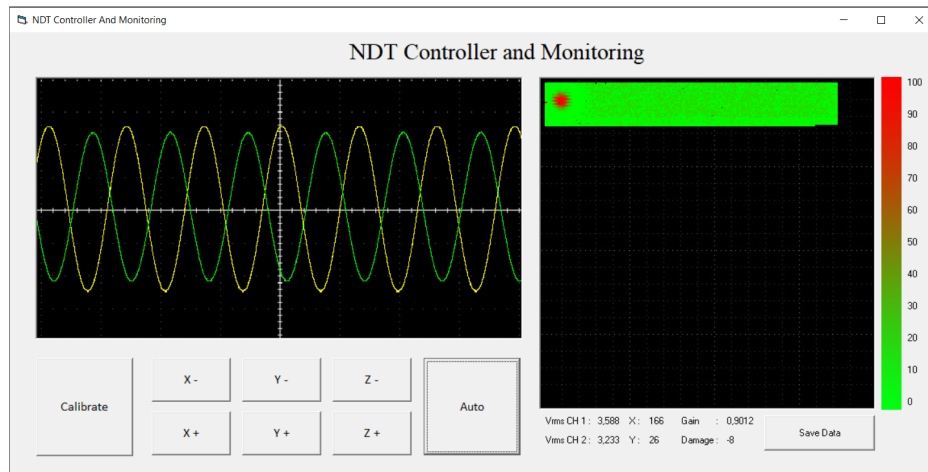 NDT Controller And Monitoring
NDT Controller and Monitoring
100
90
80
70
60
50
40
30
20
10
0
Calibrate
X -
Y -
Z -
Auto
X +
Y +
Z +
Vrms CH 1 : 3,588 X : 166 Gain : 0,9012
Vrms CH 2 : 3,233 Y : 26 Damage : -8
Save Data